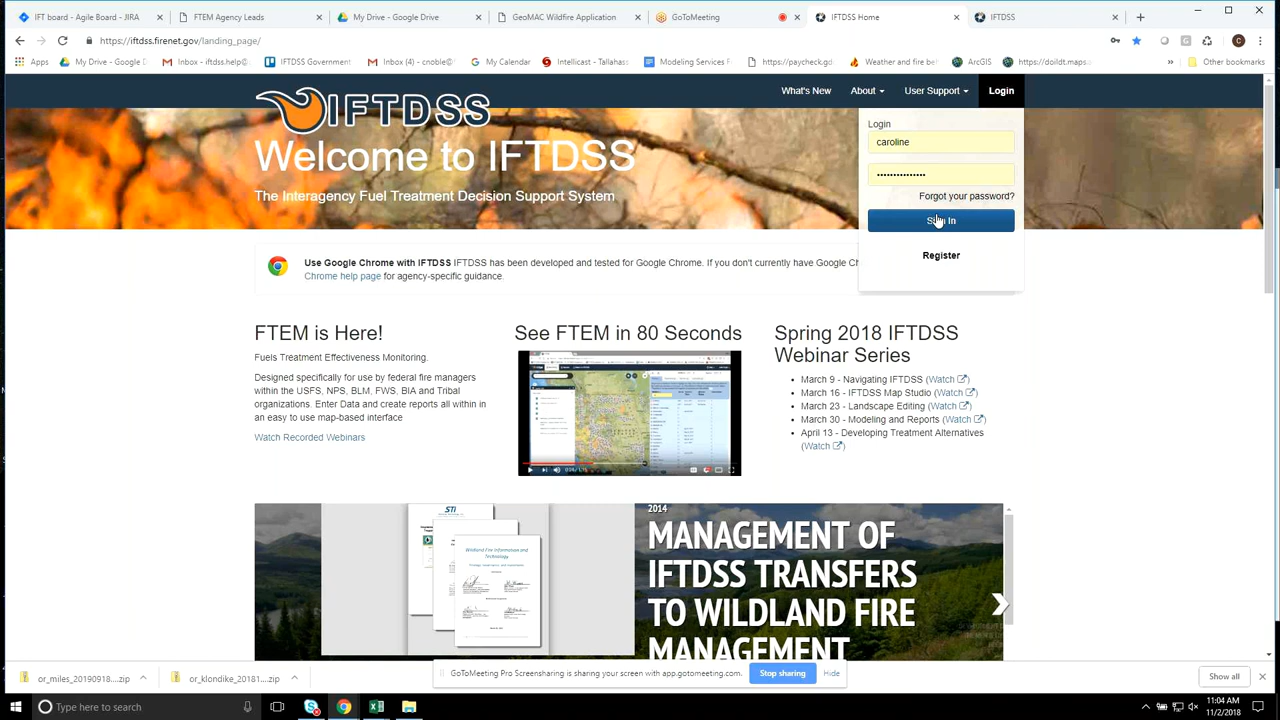 IFT board - Agile Board - JIRA
FTEM Agency Leads
My Drive - Google Drive
GeoMAC Wildfire Application
GoToMeeting
IFTDSS Home
IFTDSS
https://iftdss.firenet.gov/landing_page/
C
Apps
My Drive - Google D
Inbox - iftdss.help@
IFTDSS Government
Inbox (4) - cnoble@
My Calendar
Intellicast - Tallahass
Modeling Services F
https://paycheck.gd
Weather and fire be
ArcGIS
https://doildt.maps.
Other bookmarks
IFTDSS
What's New
About
User Support
Login
Welcome to IFTDSS
The Interagency Fuel Treatment Decision Support System
Login
caroline
Forgot your password?
Sign In
Register
Use Google Chrome with IFTDSS IFTDSS has been developed and tested for Google Chrome. If you don't currently have Google Ch
Chrome help page for agency-specific guidance.
FTEM is Here!
Fuels Treatment Effectiveness Monitoring.
Designed specifically for use by federal fire managers
within the USFS, NPS, BLM, FWS, BIA and Tribal
organizations. Enter Data and create reports all within in
an easy to use map-based interface.
Watch Recorded Webinars
See FTEM in 80 Seconds
Spring 2018 IFTDSS
Webinar Series
March 9 - Navigating IFTDSS (Watch)
March 16 - IFTDSS Map Studio (Watch)
March 23 - Landscape Editing (Watch)
March 30 - Modeling and Reports (Watch)
April 13 - Developing Treatment Alternatives
(Watch)
STi
Wildland Fire Information and
Technology
2014
MANAGEMENT OF
IFTDSS TRANSFERS
TO WILDLAND FIRE
MANAGEMENT
or_klondike_20181....zip
GoToMeeting Pro Screensharing is sharing your screen with app.gotomeeting.com.
Stop sharing
Hide
Show all
Type here to search
11:04 AM
11/2/2018